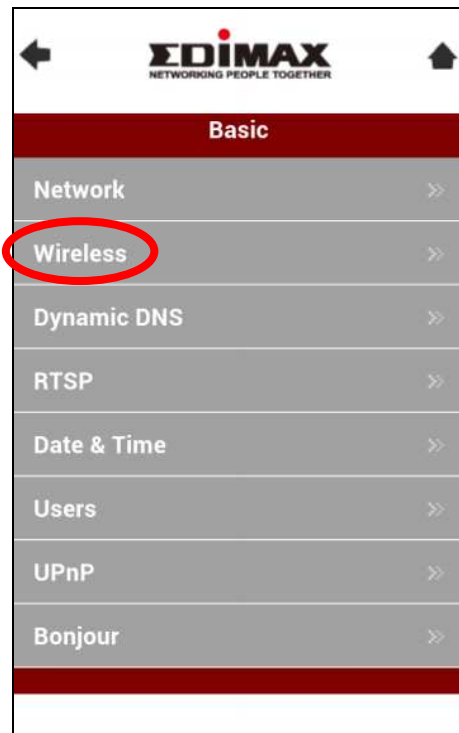 EDiMAX
NETWORKING PEOPLE TOGETHER
Basic
Network
Wireless
Dynamic DNS
RTSP
Date & Time
Users
UPnP
Bonjour